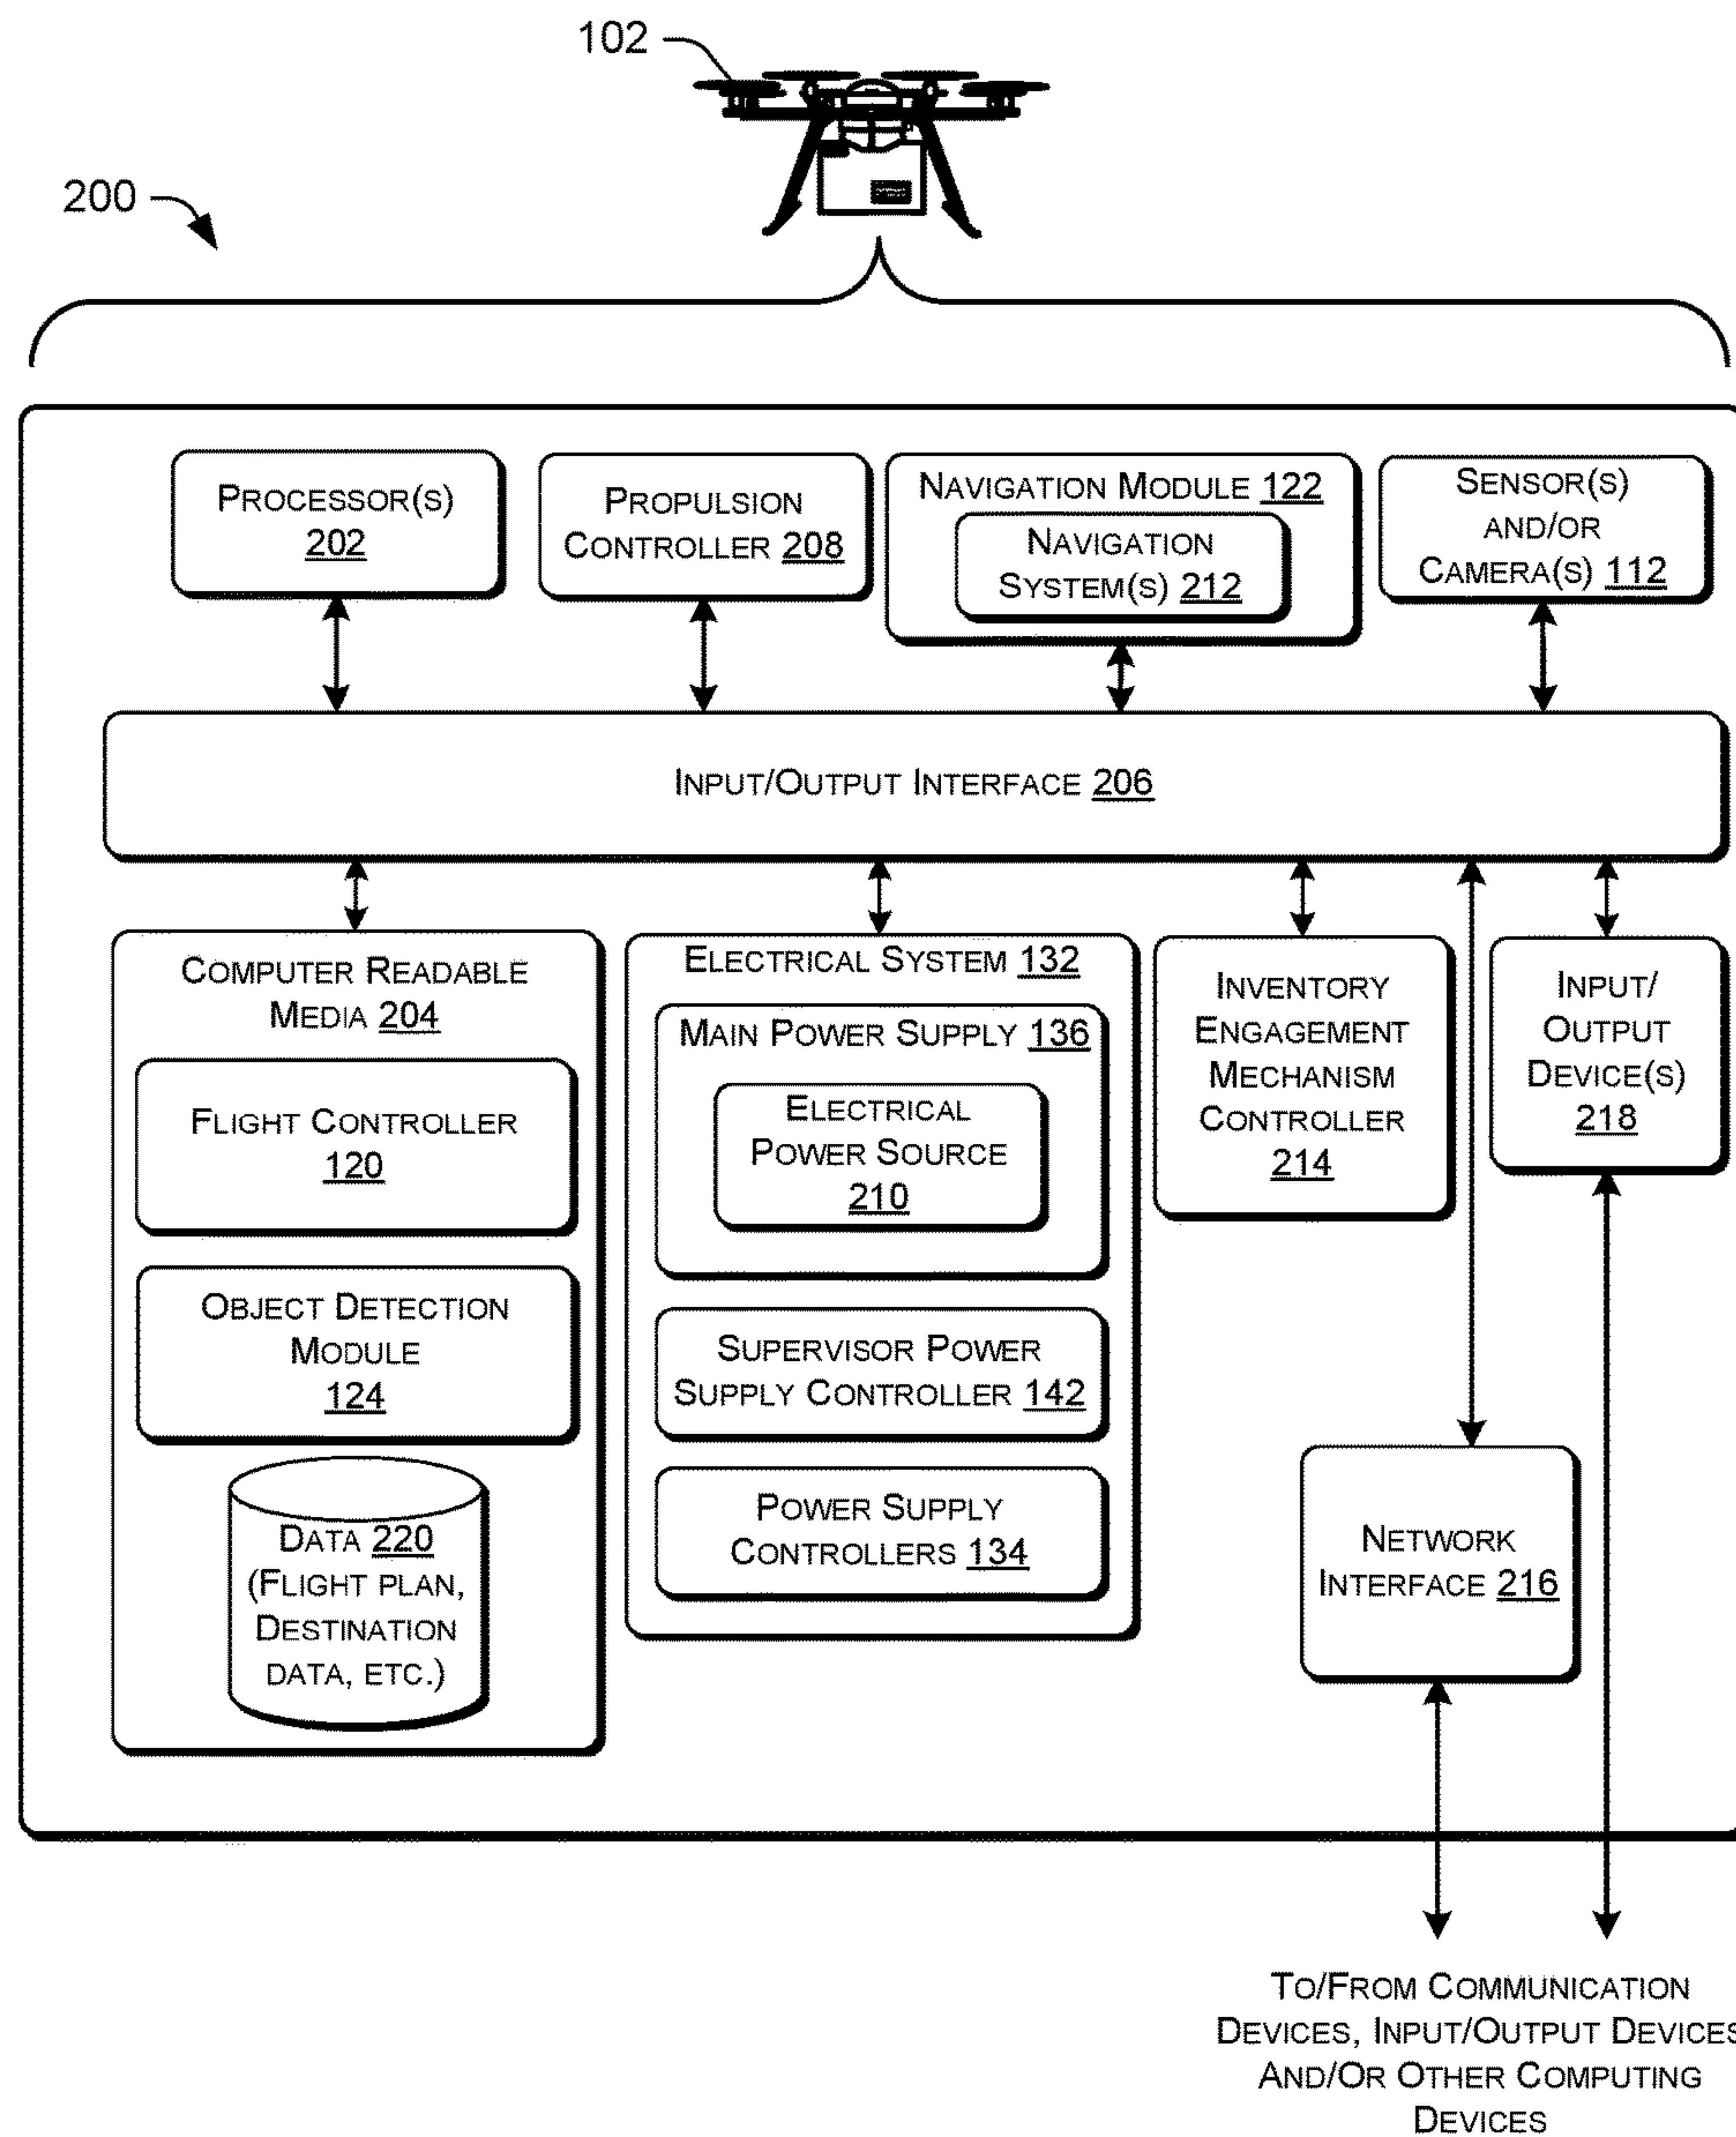 102
200
PROCESSOR(S)
202
PROPULSION
CONTROLLER 208
NAVIGATION MODULE 122
NAVIGATION
SYSTEM(S) 212
SENSOR(S)
AND/OR
CAMERA(S) 112
INPUT/OUTPUT INTERFACE 206
COMPUTER READABLE
MEDIA 204
FLIGHT CONTROLLER
120
OBJECT DETECTION
MODULE
124
DATA 220
(FLIGHT PLAN,
DESTINATION
DATA, ETC.)
ELECTRICAL SYSTEM 132
MAIN POWER SUPPLY 136
ELECTRICAL
POWER SOURCE
210
SUPERVISOR POWER
SUPPLY CONTROLLER 142
POWER SUPPLY
CONTROLLERS 134
INVENTORY
ENGAGEMENT
MECHANISM
CONTROLLER
214
INPUT/
OUTPUT
DEVICE(S)
218
NETWORK
INTERFACE 216
TO/FROM COMMUNICATION
DEVICES, INPUT/OUTPUT DEVICES
AND/OR OTHER COMPUTING
DEVICES